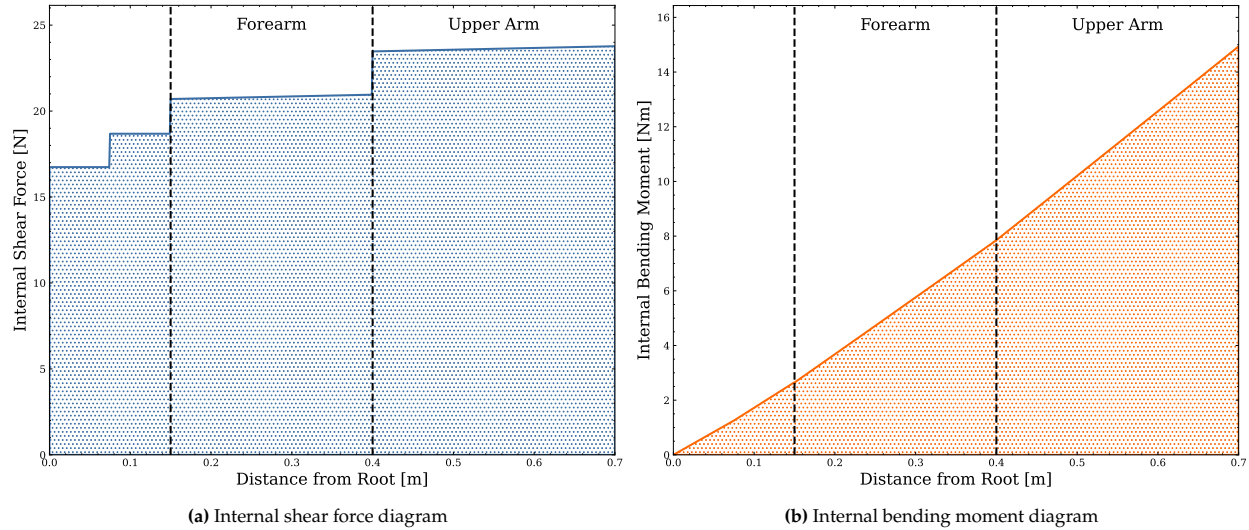 Forearm
Upper Arm
25
20
15
10
5
0
0.0 0.1 0.2 0.3 0.4 0.5 0.6 0.7
Internal Shear Force [N]
Distance from Root [m]
(a) Internal shear force diagram
Forearm
Upper Arm
16
14
12
10
8
6
4
2
0
0.0 0.1 0.2 0.3 0.4 0.5 0.6 0.7
Internal Bending Moment [Nm]
Distance from Root [m]
(b) Internal bending moment diagram